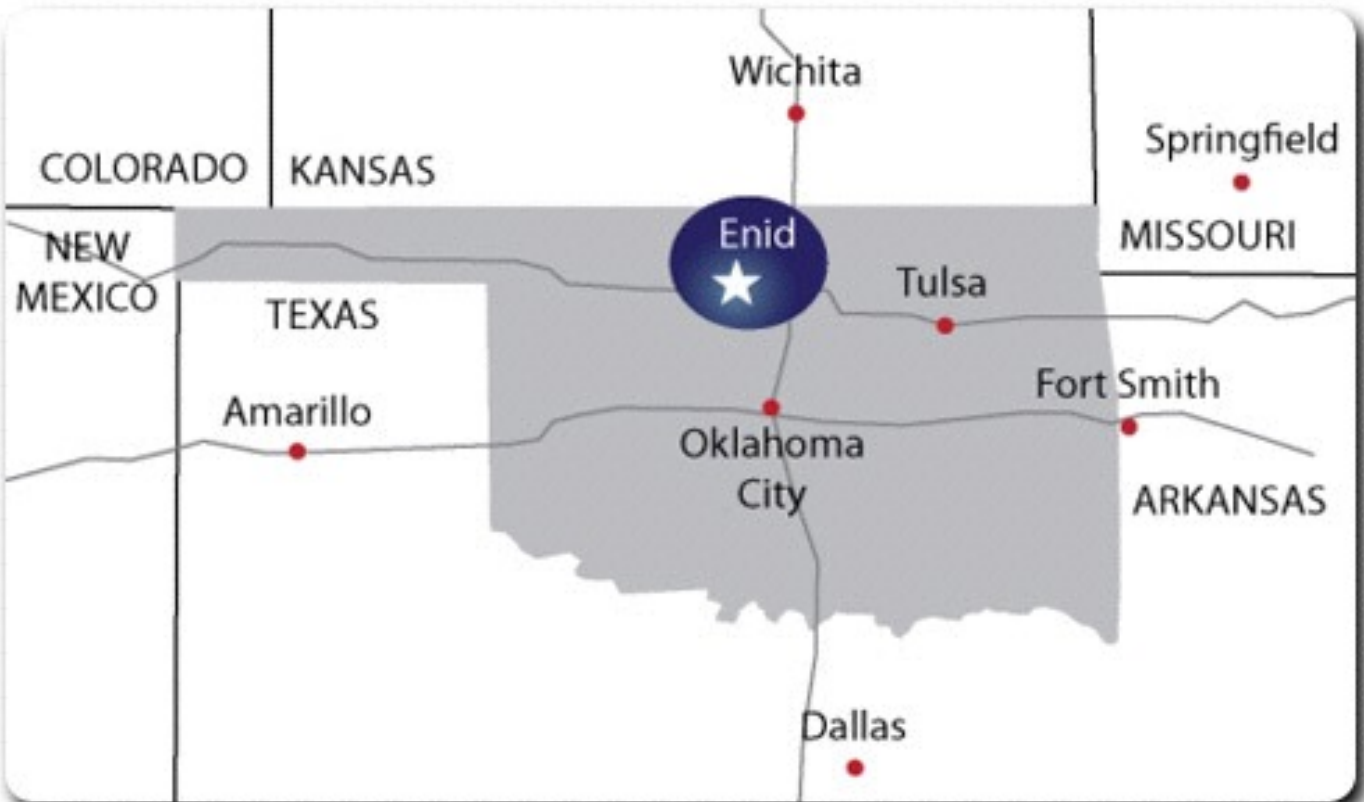 Wichita
Springfield
COLORADO
KANSAS
Enid
MISSOURI
NEW
MEXICO
Tulsa
TEXAS
Fort Smith
Amarillo
Oklahoma
City
ARKANSAS
Dallas